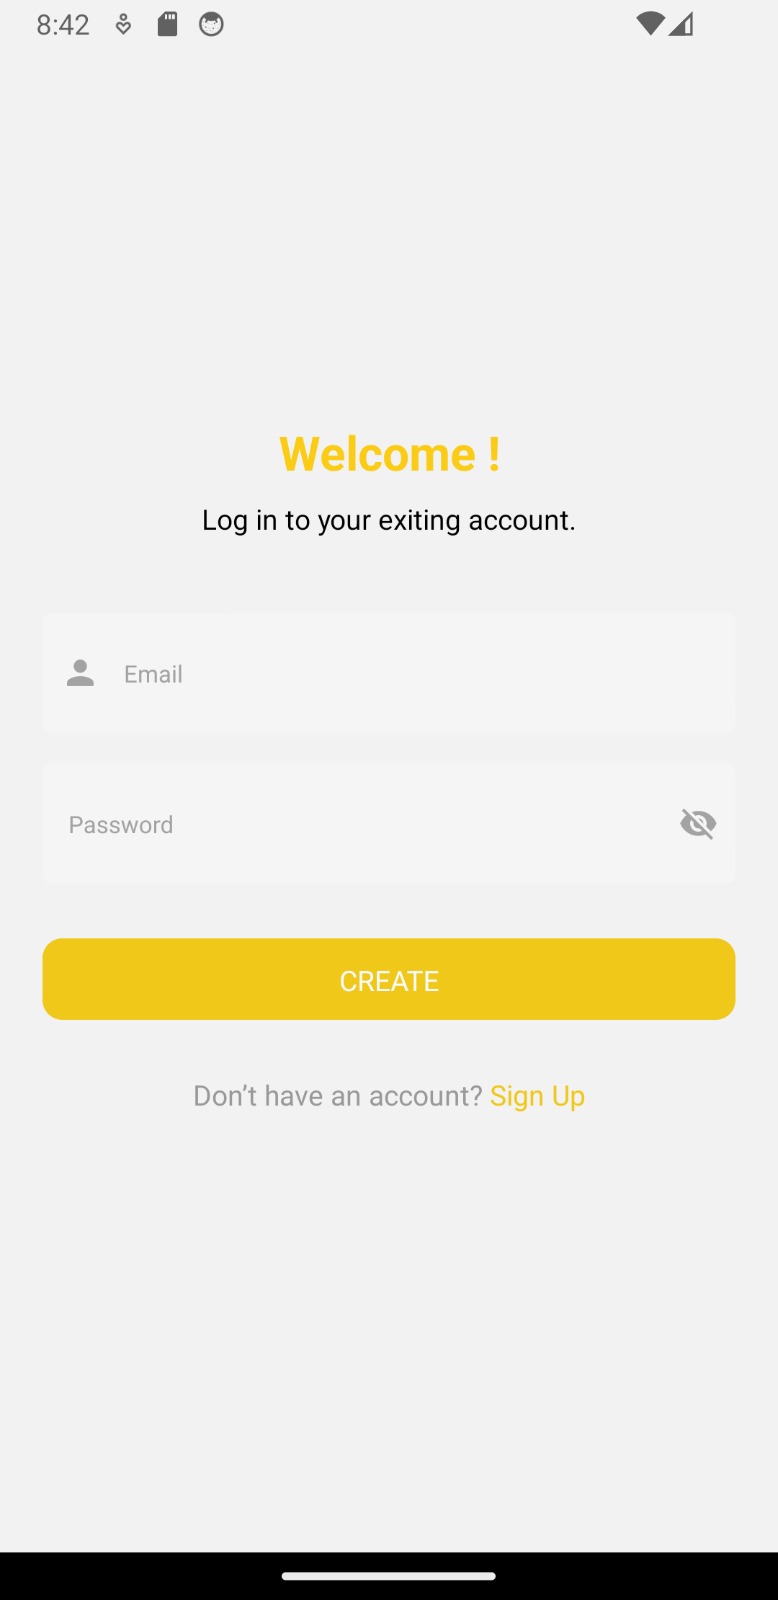 8:42
Welcome !
Log in to your exiting account.
Email
Password
CREATE
Don’t have an account? Sign Up